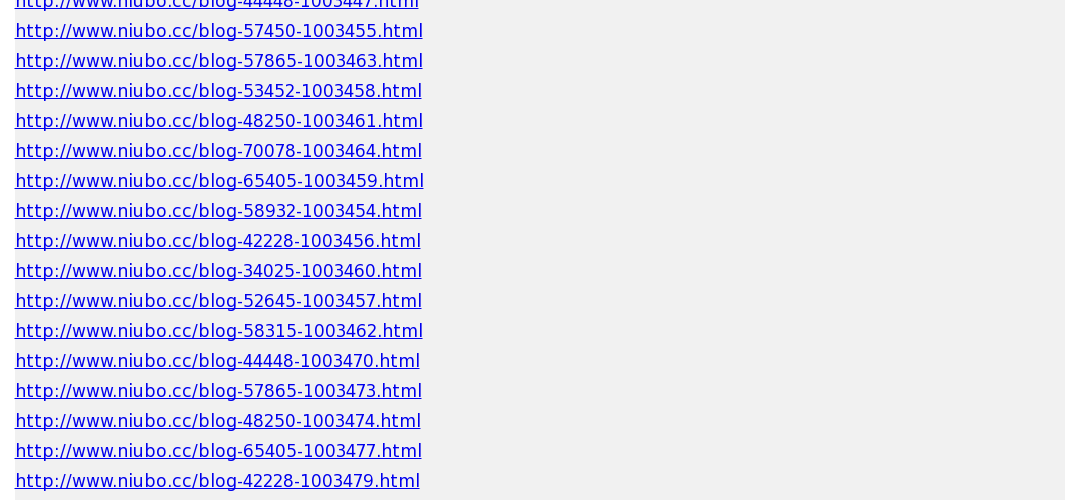 http://www.niubo.cc/blog-44448-1003447.html
http://www.niubo.cc/blog-57450-1003455.html
http://www.niubo.cc/blog-57865-1003463.html
http://www.niubo.cc/blog-53452-1003458.html
http://www.niubo.cc/blog-48250-1003461.html
http://www.niubo.cc/blog-70078-1003464.html
http://www.niubo.cc/blog-65405-1003459.html
http://www.niubo.cc/blog-58932-1003454.html
http://www.niubo.cc/blog-42228-1003456.html
http://www.niubo.cc/blog-34025-1003460.html
http://www.niubo.cc/blog-52645-1003457.html
http://www.niubo.cc/blog-58315-1003462.html
http://www.niubo.cc/blog-44448-1003470.html
http://www.niubo.cc/blog-57865-1003473.html
http://www.niubo.cc/blog-48250-1003474.html
http://www.niubo.cc/blog-65405-1003477.html
http://www.niubo.cc/blog-42228-1003479.html